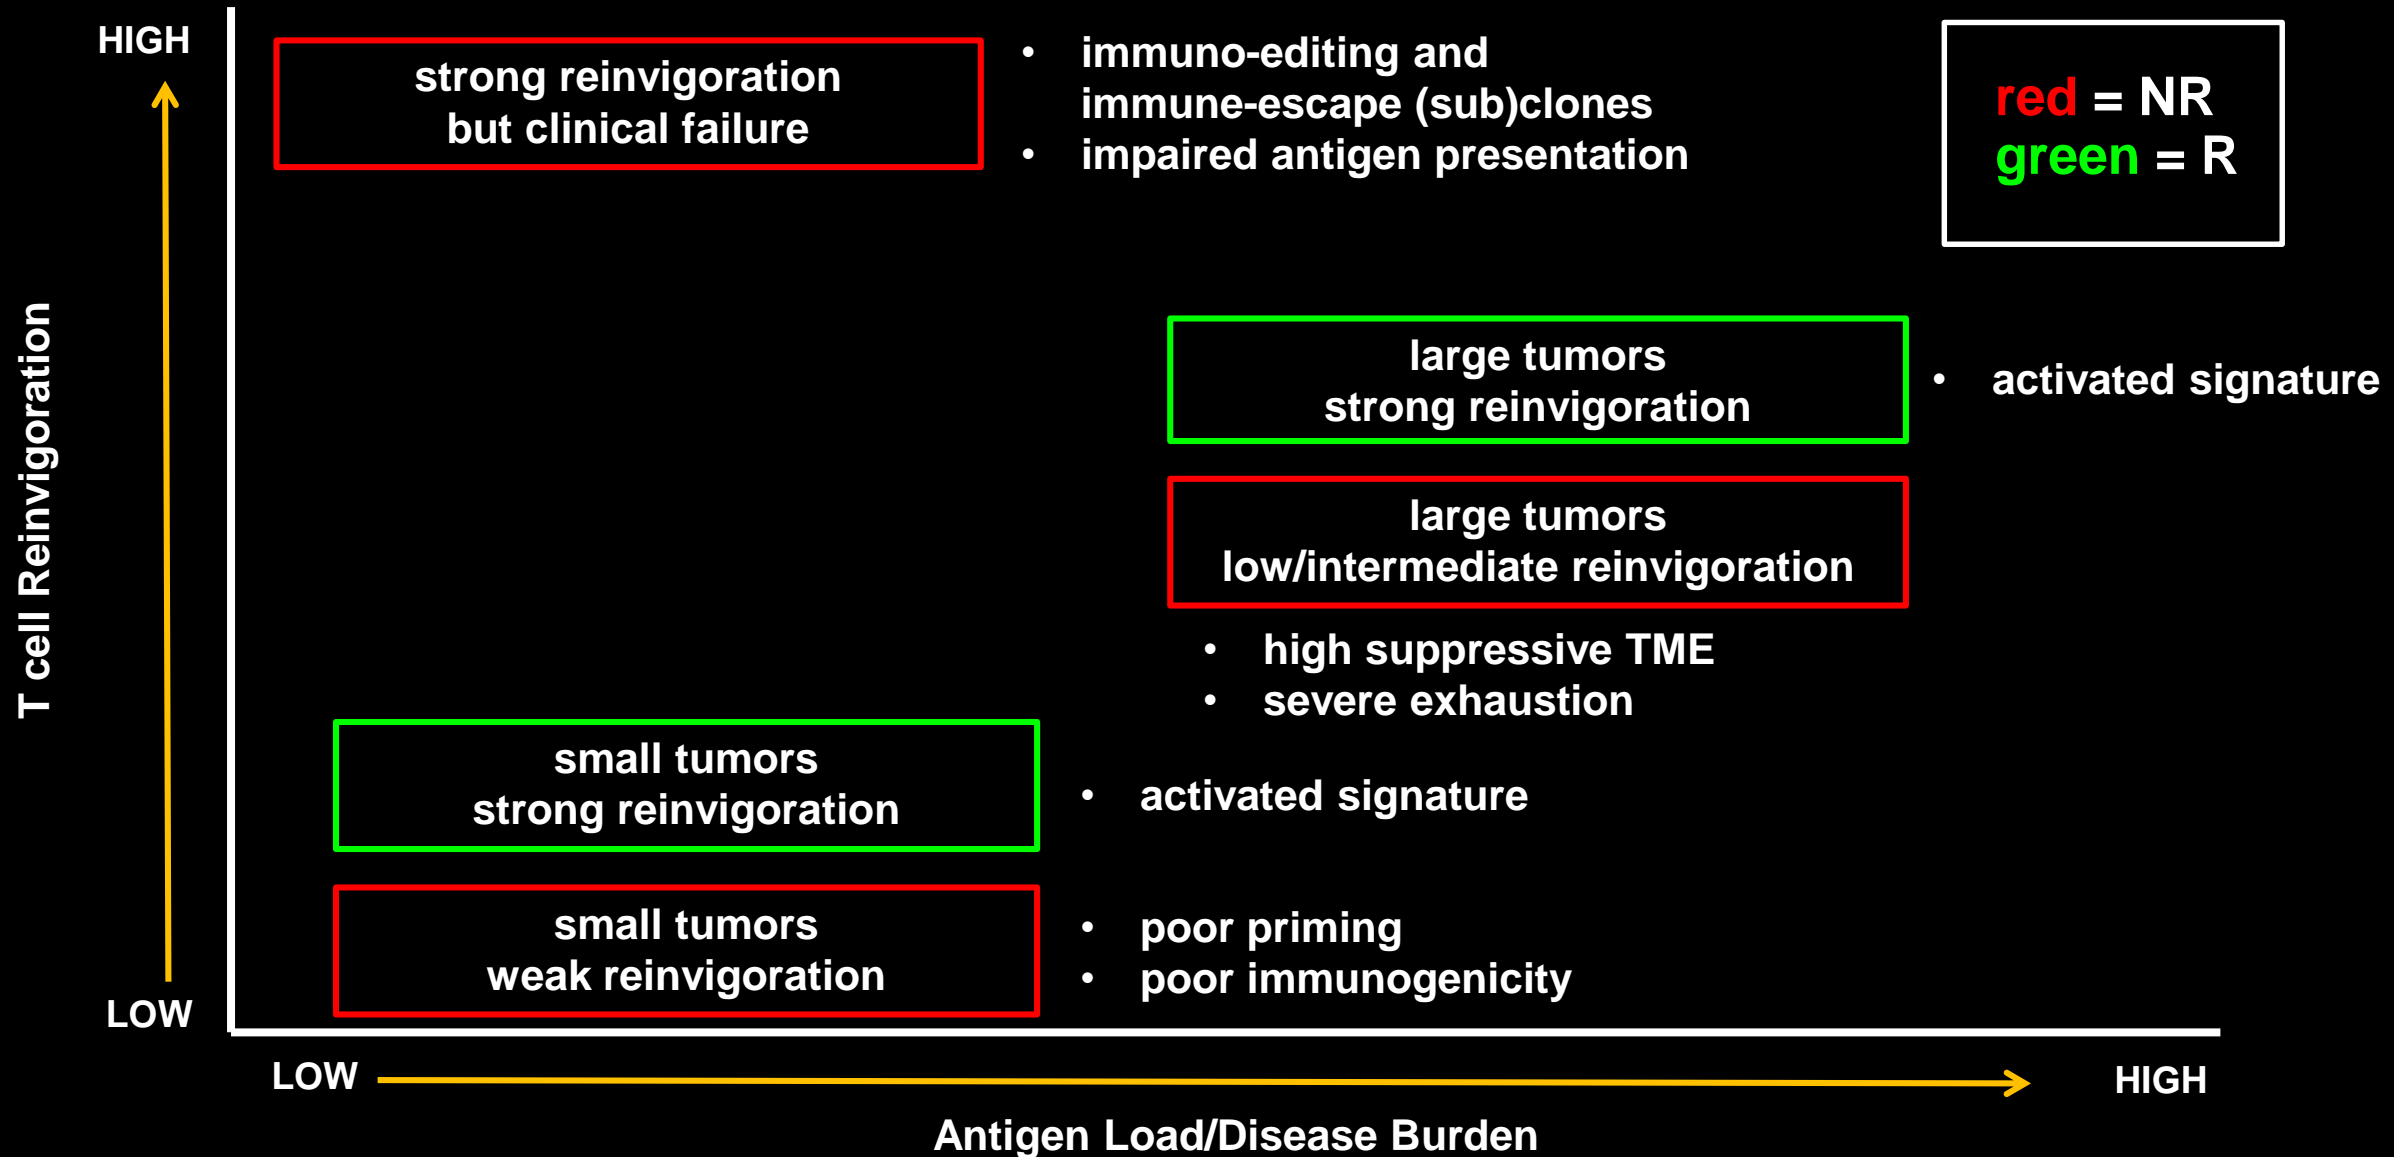 HIGH
strong reinvigoration
but clinical failure
• immuno-editing and
immune-escape (sub)clones
• impaired antigen presentation
red = NR
green = R
T cell Reinvigoration
large tumors
strong reinvigoration
• activated signature
large tumors
low/intermediate reinvigoration
• high suppressive TME
• severe exhaustion
small tumors
strong reinvigoration
• activated signature
small tumors
weak reinvigoration
• poor priming
• poor immunogenicity
LOW
LOW
HIGH
Antigen Load/Disease Burden